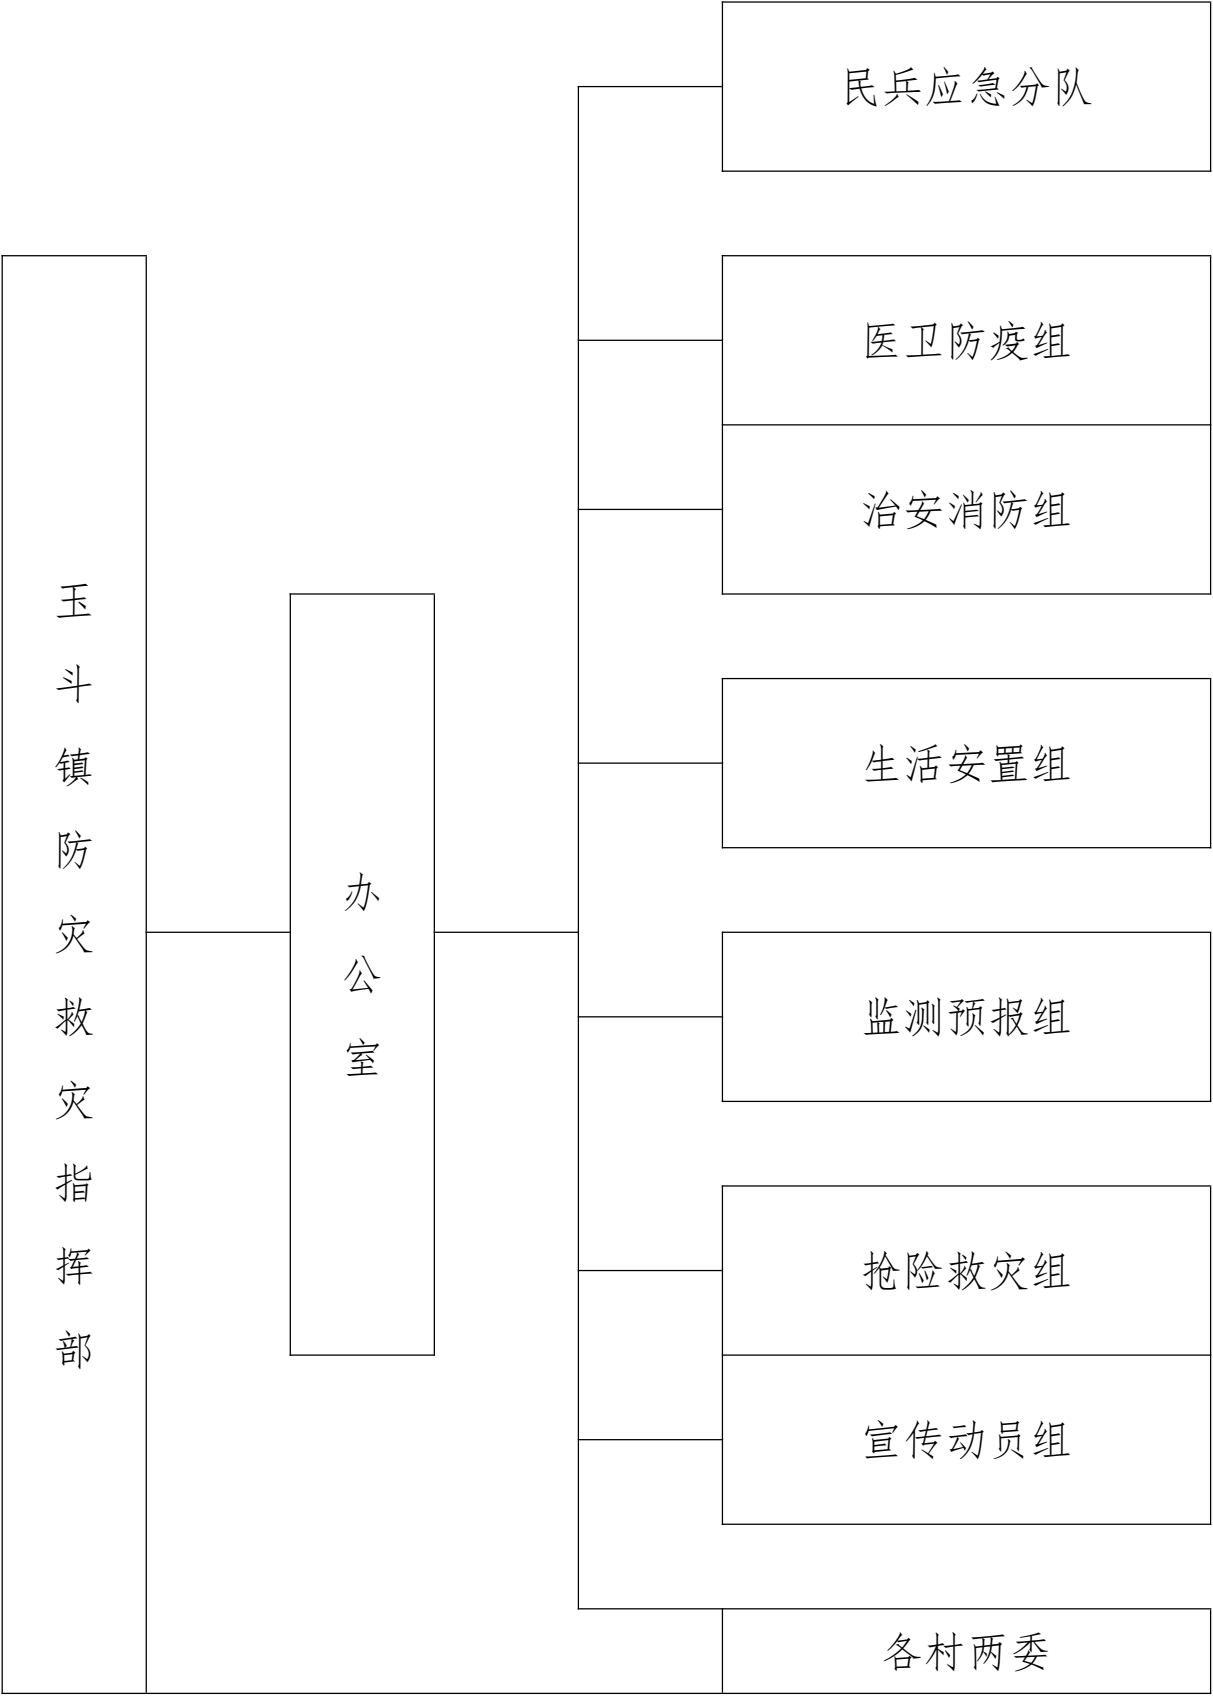 玉斗镇防灾救灾指挥部
办公室
民兵应急分队
医卫防疫组
治安消防组
生活安置组
监测预报组
抢险救灾组
宣传动员组
各村两委